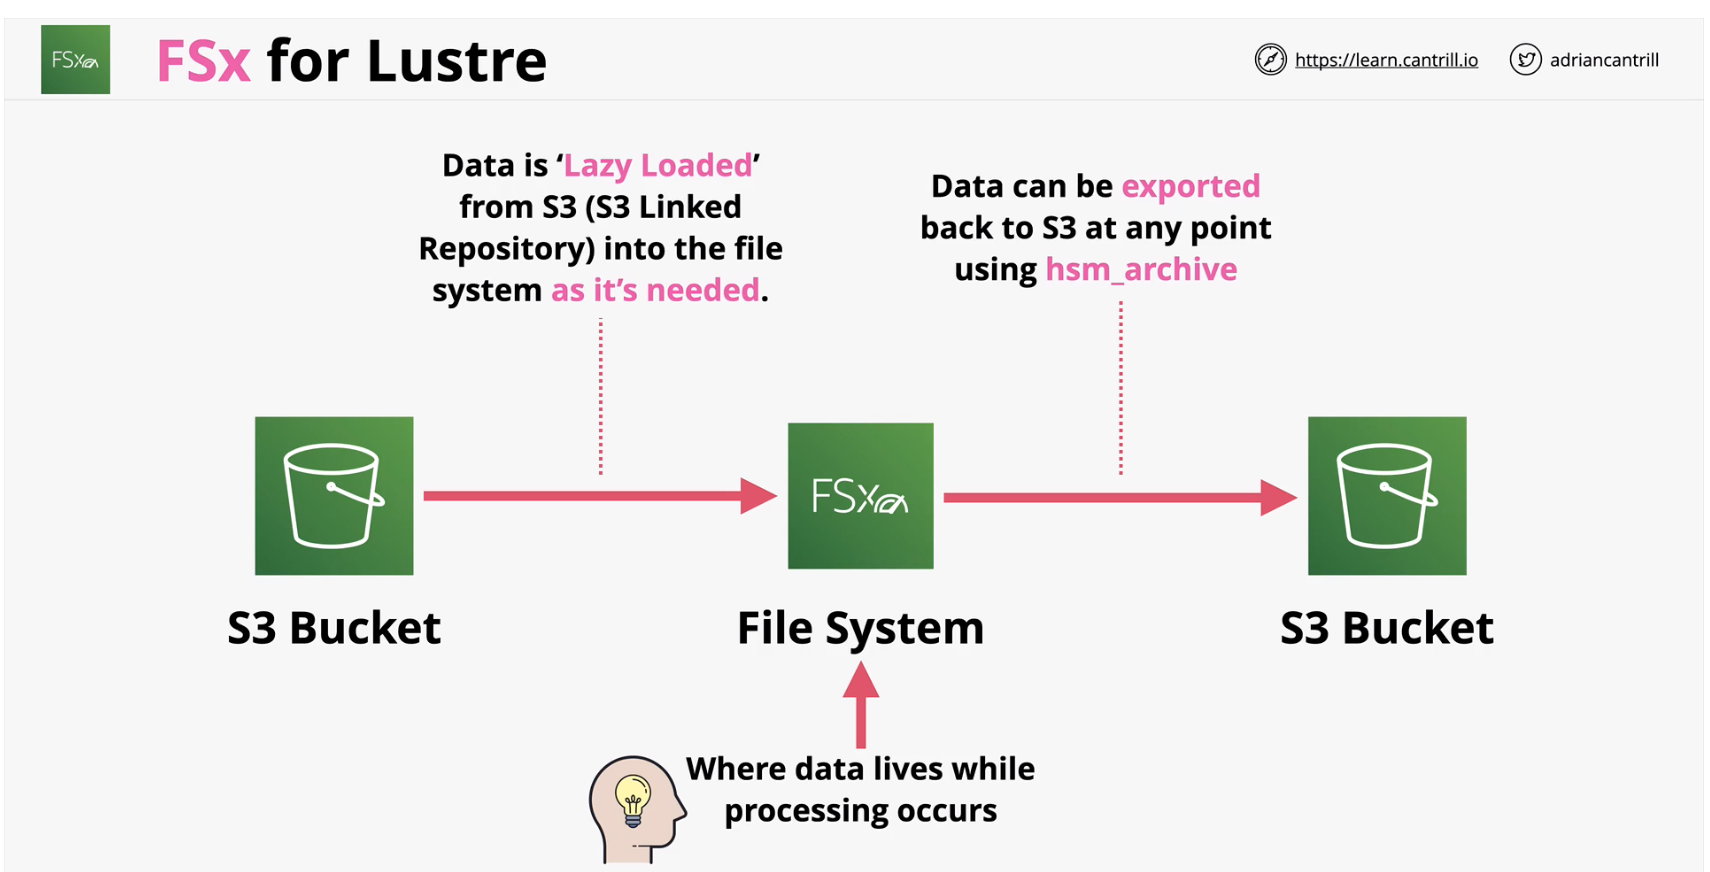 FSx
FSx for Lustre
https://learn.cantrill.io
adriancantrill
Data is ‘Lazy Loaded’
from S3 (S3 Linked
Repository) into the file
system as it’s needed.
Data can be exported
back to S3 at any point
using hsm_archive
FSx
S3 Bucket
File System
S3 Bucket
Where data lives while
processing occurs